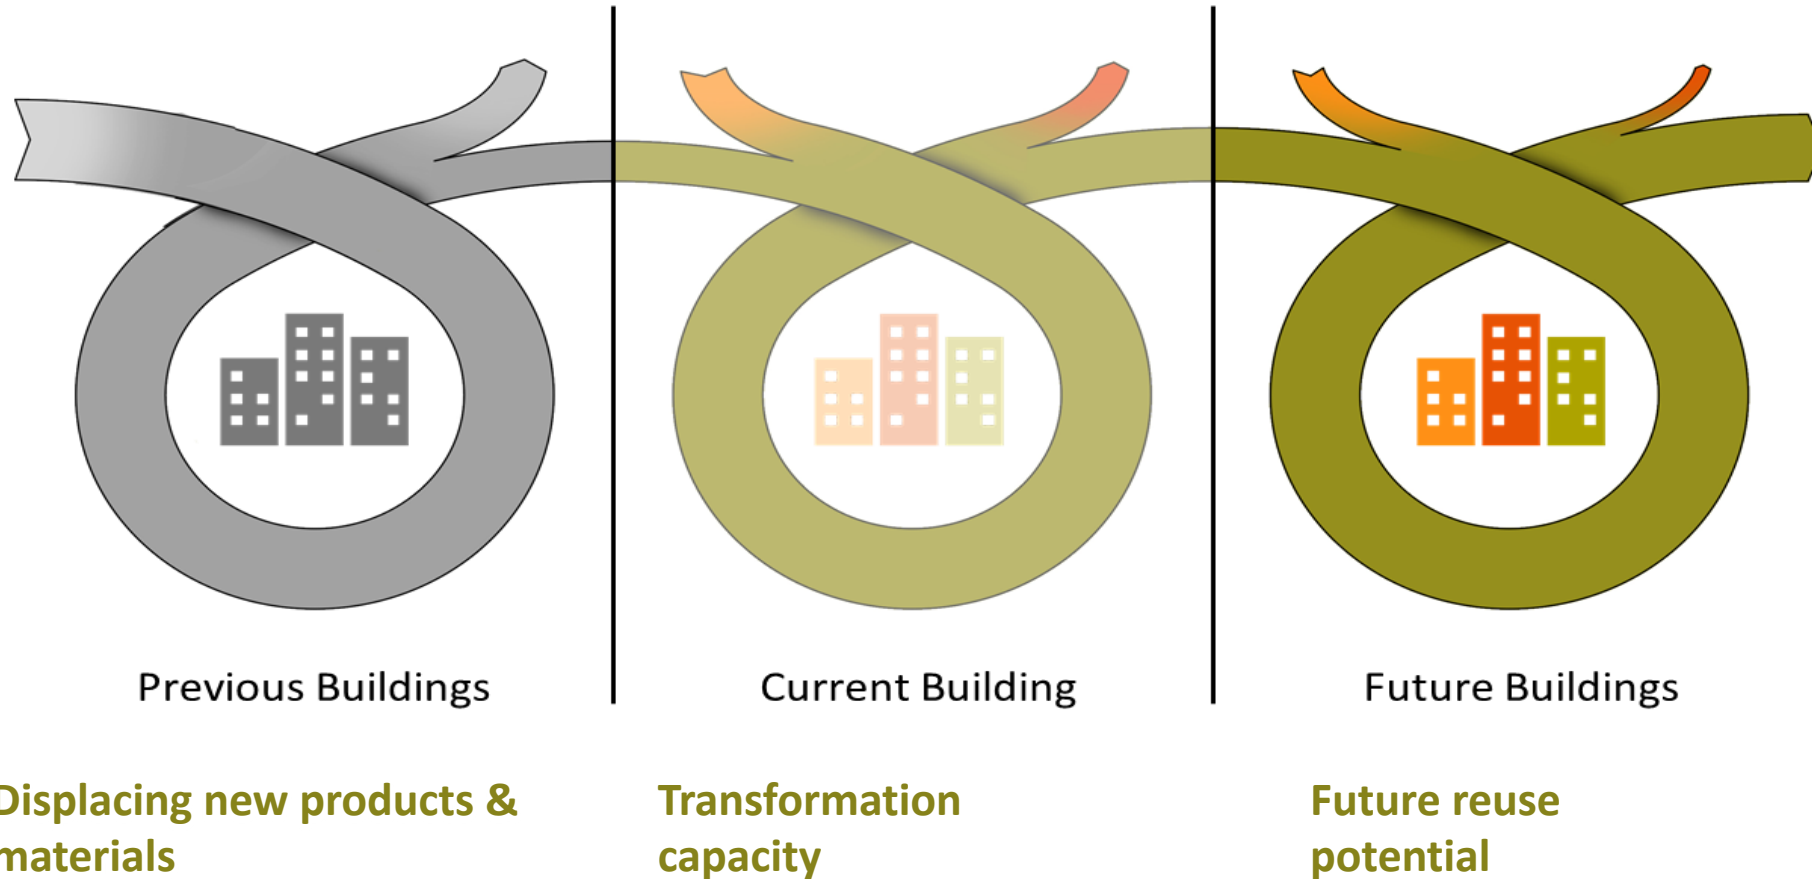 Previous Buildings
Current Building
Future Buildings
Displacing new products &
materials
Transformation
capacity
Future reuse
potential